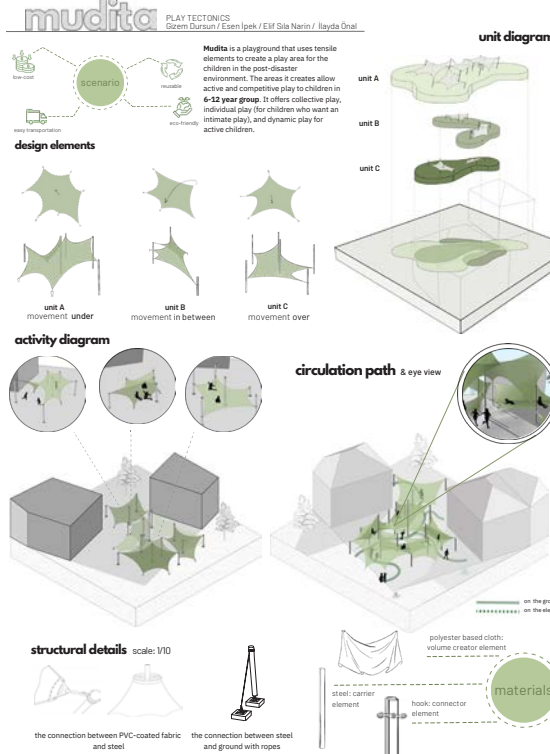 mudita
PLAY TECTONICS
Gizem Dursun / Esen İpek / Elif Sıla Narin / İlayda Önal
unit diagram
low-cost
scenario
reusable
easy transportation
eco-friendly
Mudita is a playground that uses tensile
elements to create a play area for the
children in the post-disaster
environment. The areas it creates allow
active and competitive play to children in
6-12 year group. It offers collective play,
individual play (for children who want an
intimate play), and dynamic play for
active children.
unit A
unit B
unit C
design elements
unit A
movement under
unit B
movement in between
unit C
movement over
activity diagram
circulation path & eye view
on the gro
on the ele
structural details scale: 1/10
the connection between PVC-coated fabric
and steel
the connection between steel
and ground with ropes
polyester based cloth:
volume creator element
steel: carrier
element
hook: connector
element
materials